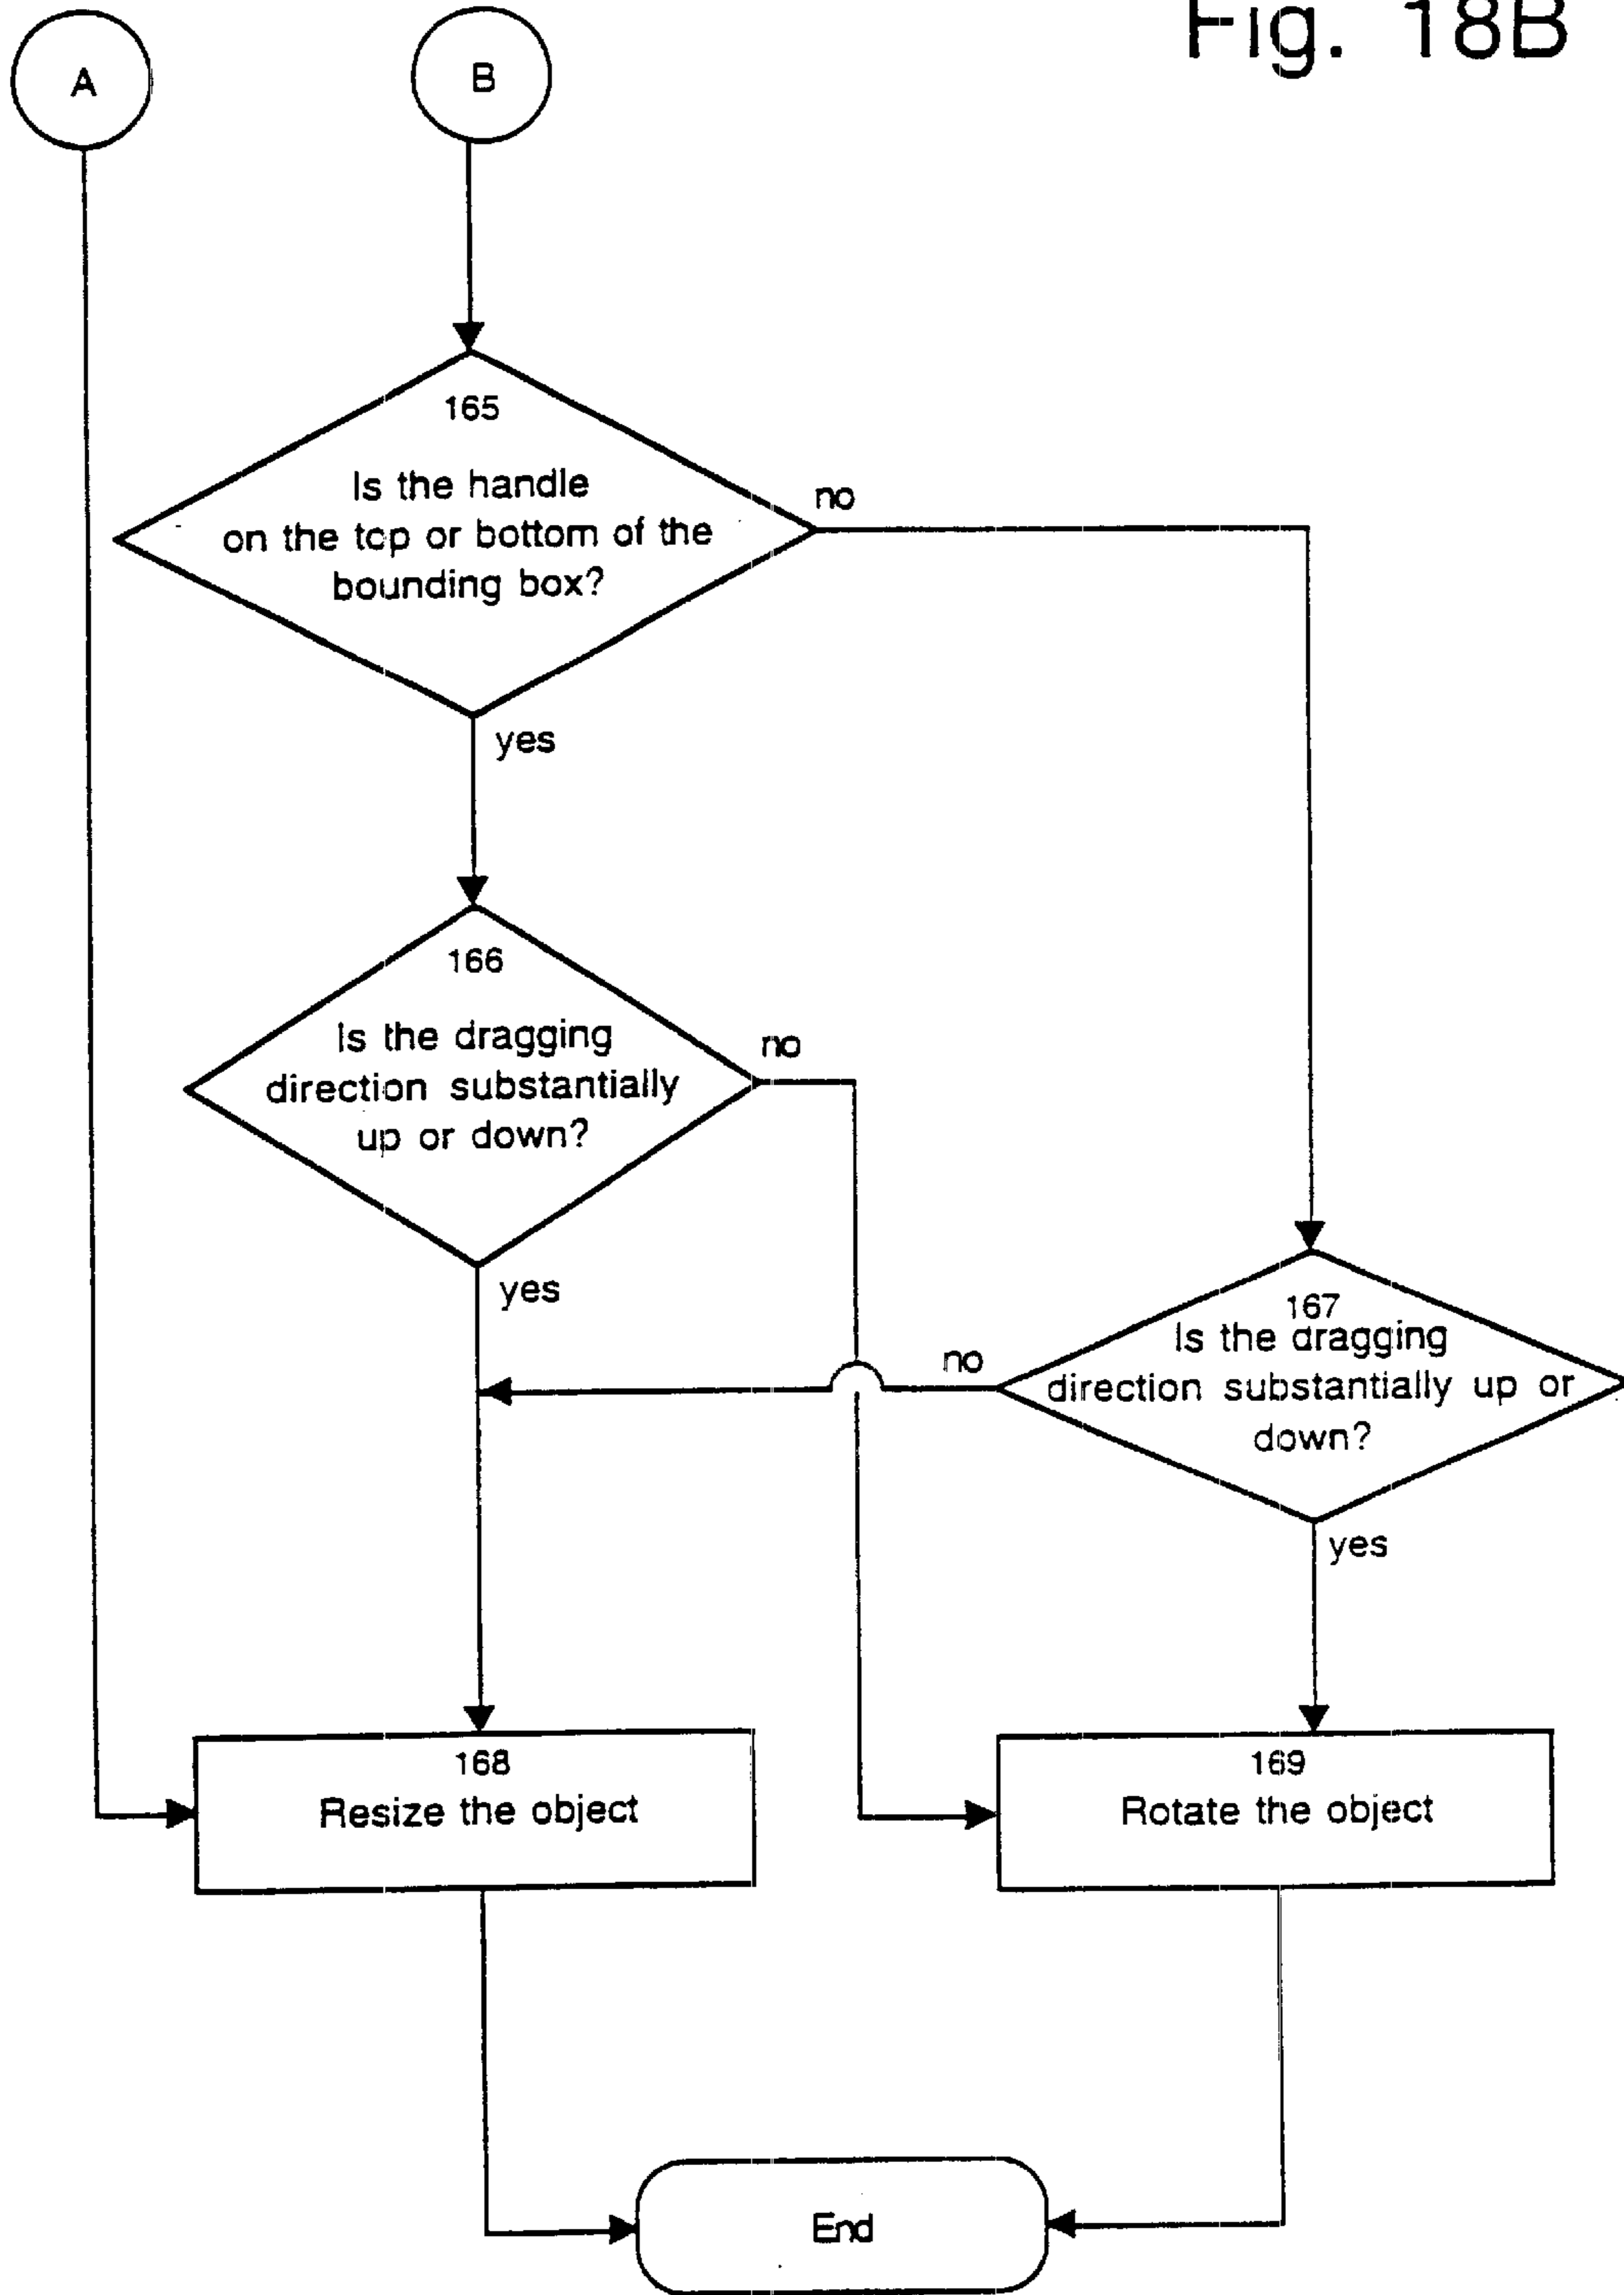 Fig. 18B
A
B
165
Is the handle
on the top or bottom of the
bounding box?
no
yes
166
Is the dragging
direction substantially
up or down?
no
yes
167
Is the dragging
direction substantially up or
down?
no
yes
168
Resize the object
169
Rotate the object
End